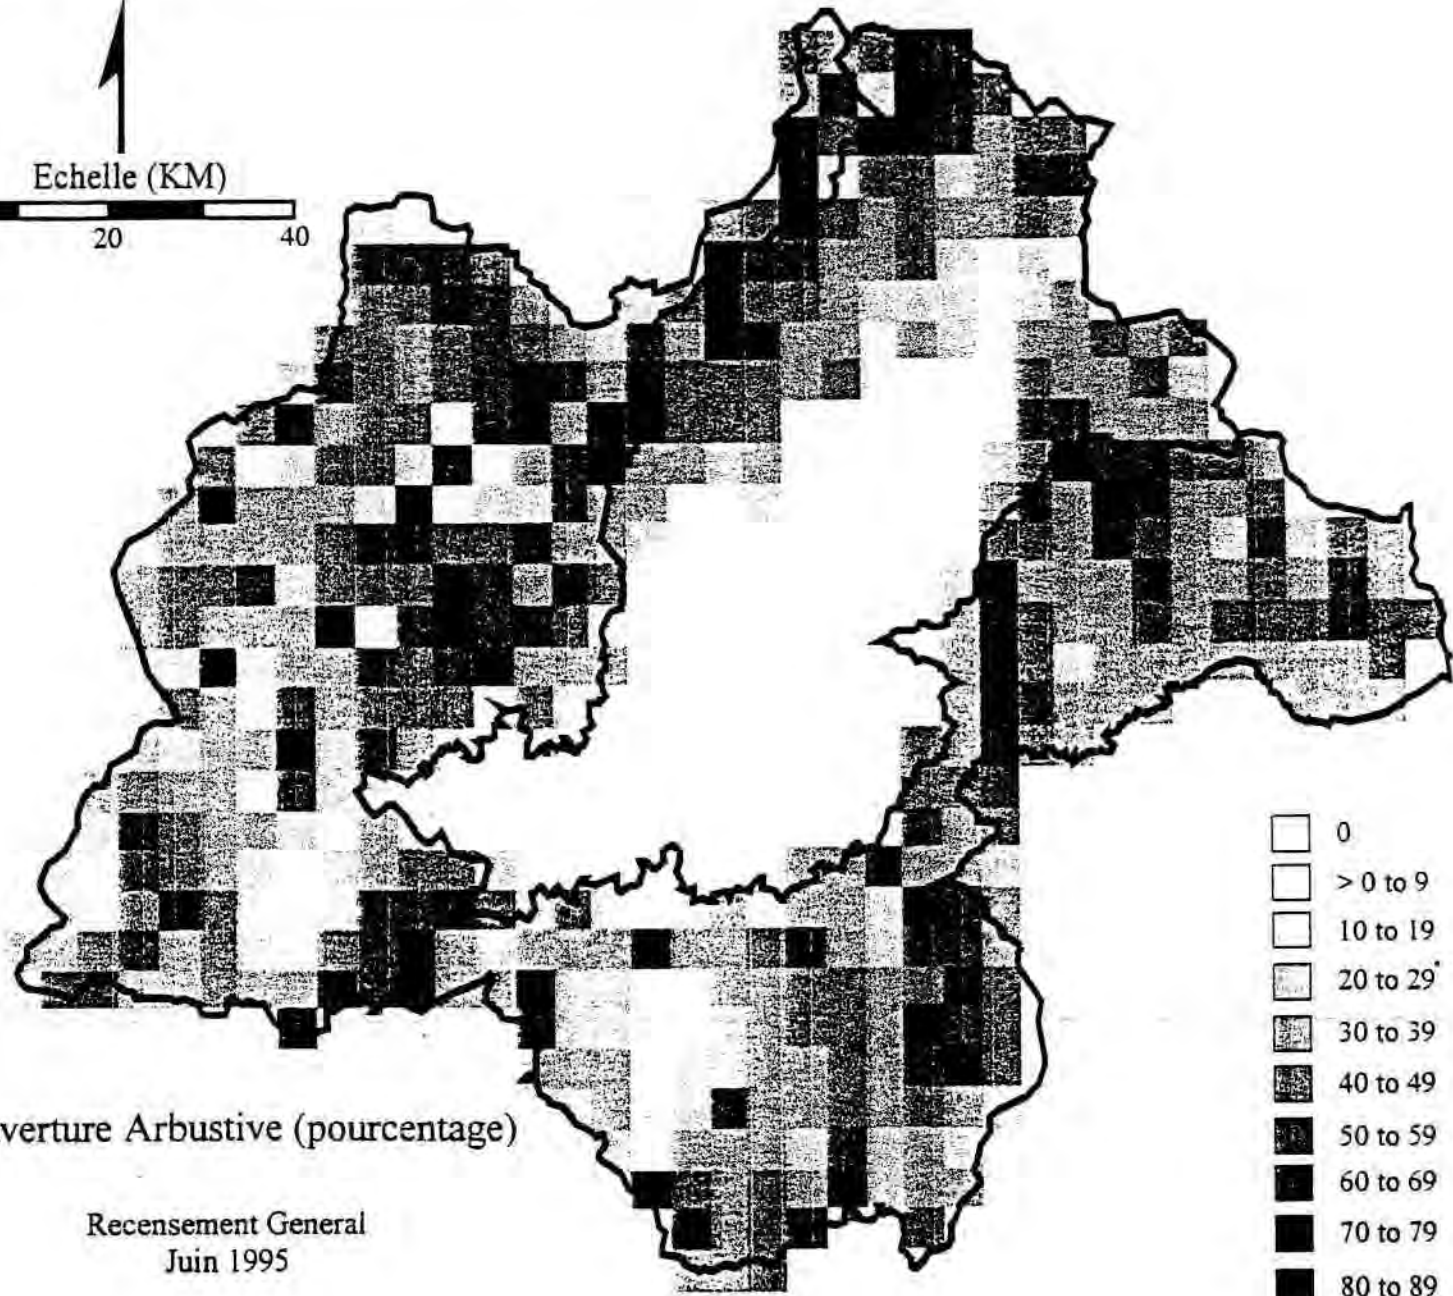 Echelle (KM)
20 40
0
> 0 to 9
10 to 19
20 to 29
30 to 39
40 to 49
50 to 59
60 to 69
70 to 79
80 to 89
verture Arbustive (pourcentage)
Recensement General
Juin 1995